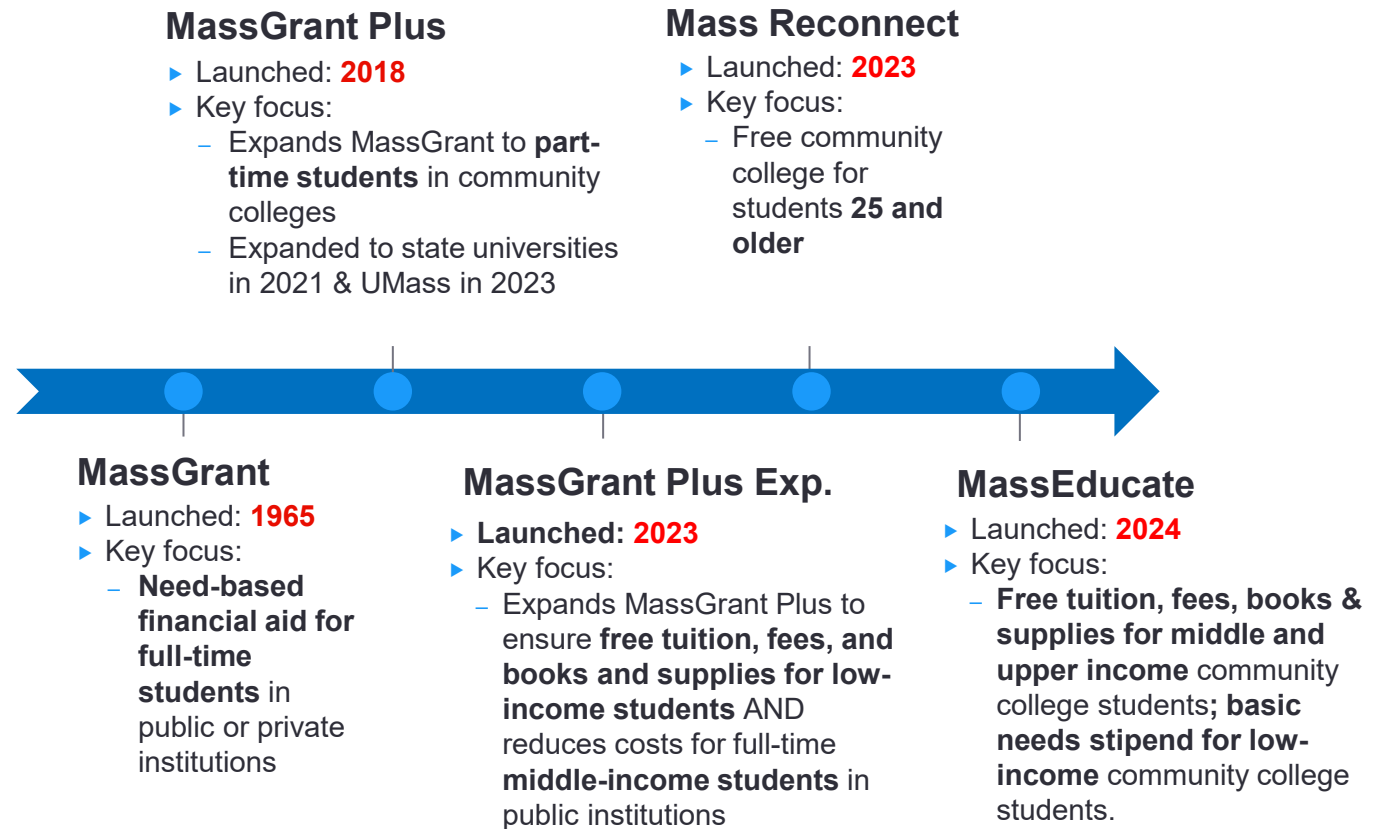 MassGrant Plus
► Launched: 2018
► Key focus:
– Expands MassGrant to part-
time students in community
colleges
– Expanded to state universities
in 2021 & UMass in 2023
Mass Reconnect
► Launched: 2023
► Key focus:
– Free community
college for
students 25 and
older
MassGrant
► Launched: 1965
► Key focus:
– Need-based
financial aid for
full-time
students in
public or private
institutions
MassGrant Plus Exp.
► Launched: 2023
► Key focus:
– Expands MassGrant Plus to
ensure free tuition, fees, and
books and supplies for low-
income students AND
reduces costs for full-time
middle-income students in
public institutions
MassEducate
► Launched: 2024
► Key focus:
– Free tuition, fees, books &
supplies for middle and
upper income community
college students; basic
needs stipend for low-
income community college
students.